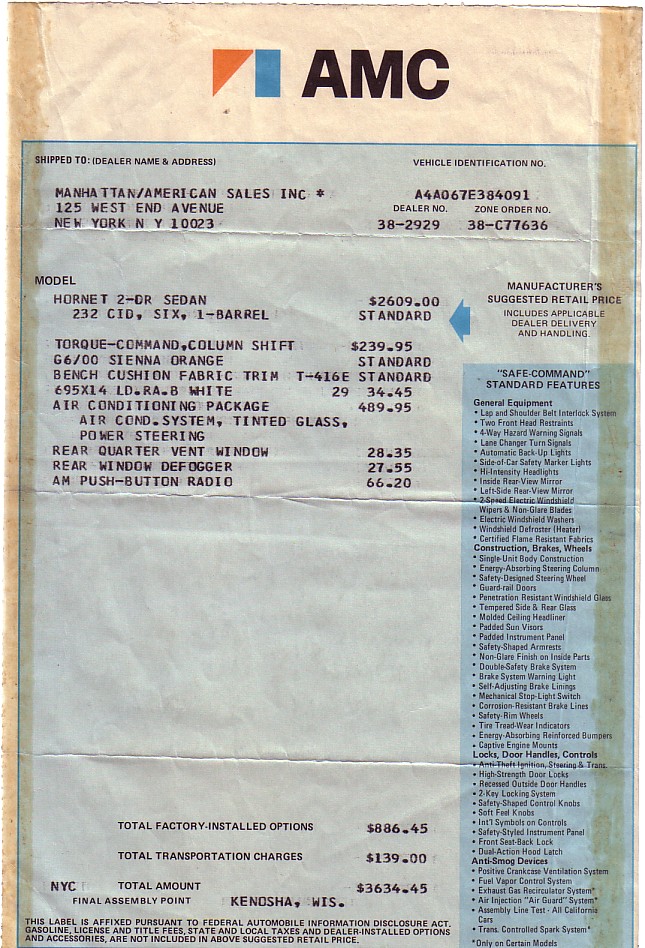 AMC
SHIPPED TO: (DEALER NAME & ADDRESS)
VEHICLE IDENTIFICATION NO.
MANHATTAN/AMERICAN SALES INC * A4A067E384091
125 WEST END AVENUE DEALER NO. ZONE ORDER NO.
NEW YORK N Y 10023 38-2929 38-C77636
MODEL
HORNET 2-DR SEDAN $2609.00
232 CID, SIX, 1-BARREL STANDARD
TORQUE-COMMAND,COLUMN SHIFT $239.95
G6/00 SIENNA ORANGE STANDARD
BENCH CUSHION FABRIC TRIM T-416E STANDARD
695X14 LD.RA.B WHITE 29 34.45
AIR CONDITIONING PACKAGE 489.95
AIR COND.SYSTEM, TINTED GLASS,
POWER STEERING
REAR QUARTER VENT WINDOW 28.35
REAR WINDOW DEFOGGER 27.55
AM PUSH-BUTTON RADIO 66.20
MANUFACTURER'S
SUGGESTED RETAIL PRICE
INCLUDES APPLICABLE
DEALER DELIVERY
AND HANDLING.
"SAFE-COMMAND"
STANDARD FEATURES
General Equipment
• Lap and Shoulder Belt Interlock System
• Two Front Head Restraints
• 4-Way Hazard Warning Signals
• Lane Changer Turn Signals
• Automatic Back-Up Lights
• Side-of-Car Safety Marker Lights
• Hi-Intensity Headlights
• Inside Rear-View Mirror
• Left-Side Rear-View Mirror
• 2-Speed Electric Windshield
Wipers & Non-Glare Blades
• Electric Windshield Washers
• Windshield Defroster (Heater)
• Certified Flame Resistant Fabrics
Construction, Brakes, Wheels
• Single-Unit Body Construction
• Energy-Absorbing Steering Column
• Safety-Designed Steering Wheel
• Guard-rail Doors
• Penetration Resistant Windshield Glass
• Tempered Side & Rear Glass
• Molded Ceiling Headliner
• Padded Sun Visors
• Padded Instrument Panel
• Safety-Shaped Armrests
• Non-Glare Finish on Inside Parts
• Double-Safety Brake System
• Brake System Warning Light
• Self-Adjusting Brake Linings
• Mechanical Stop-Light Switch
• Corrosion-Resistant Brake Lines
• Safety-Rim Wheels
• Tire Tread-Wear Indicators
• Energy-Absorbing Reinforced Bumpers
• Captive Engine Mounts
Locks, Door Handles, Controls
• Anti-Theft Ignition, Steering & Trans.
• High-Strength Door Locks
• Recessed Outside Door Handles
• 2-Key Locking System
• Safety-Shaped Control Knobs
• Soft Feel Knobs
• Int'l Symbols on Controls
• Safety-Styled Instrument Panel
• Front Seat-Back Lock
• Dual-Action Hood Latch
Anti-Smog Devices
• Positive Crankcase Ventilation System
• Fuel Vapor Control System
• Exhaust Gas Recirculator System*
• Air Injection "Air Guard" System*
• Assembly Line Test - All California
Cars
• Trans. Controlled Spark System*
*Only on Certain Models
TOTAL FACTORY-INSTALLED OPTIONS $886.45
TOTAL TRANSPORTATION CHARGES $139.00
NYC TOTAL AMOUNT $3634.45
FINAL ASSEMBLY POINT KENOSHA, WIS.
THIS LABEL IS AFFIXED PURSUANT TO FEDERAL AUTOMOBILE INFORMATION DISCLOSURE ACT.
GASOLINE, LICENSE AND TITLE FEES, STATE AND LOCAL TAXES AND DEALER-INSTALLED OPTIONS
AND ACCESSORIES, ARE NOT INCLUDED IN ABOVE SUGGESTED RETAIL PRICE.